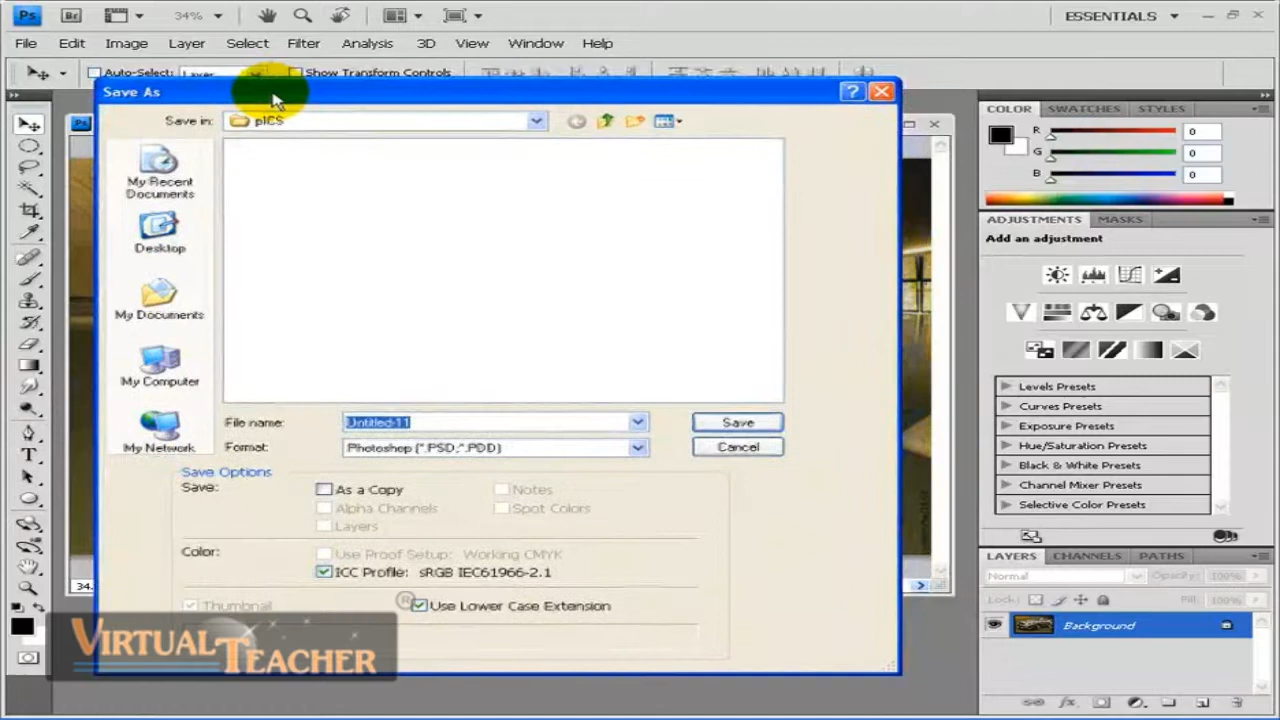 Ps Br 34% ESSENTIALS
File Edit Image Layer Select Filter Analysis 3D View Window Help
Auto-Select: Layer Show Transform Controls
Save As
Save in: pICS
My Recent
Documents
Desktop
My Documents
My Computer
My Network
File name: Untitled-11 Save
Format: Photoshop (*.PSD;*.PDD) Cancel
Save Options
Save: As a Copy Notes
Alpha Channels Spot Colors
Layers
Color: Use Proof Setup: Working CMYK
ICC Profile: sRGB IEC61966-2.1
Thumbnail Use Lower Case Extension
VIRTUAL TEACHER
Ps
34.
COLOR SWATCHES STYLES
R 0
G 0
B 0
ADJUSTMENTS MASKS
Add an adjustment
Levels Presets
Curves Presets
Exposure Presets
Hue/Saturation Presets
Black & White Presets
Channel Mixer Presets
Selective Color Presets
LAYERS CHANNELS PATHS
Normal Opacity: 100%
Lock: Fill: 100%
Background
T